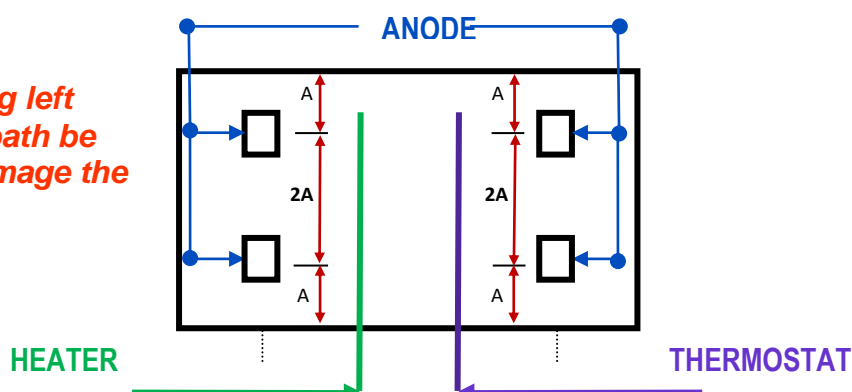 ANODE
g left
path be
mage the
A
A
2A
2A
A
A
HEATER
THERMOSTAT